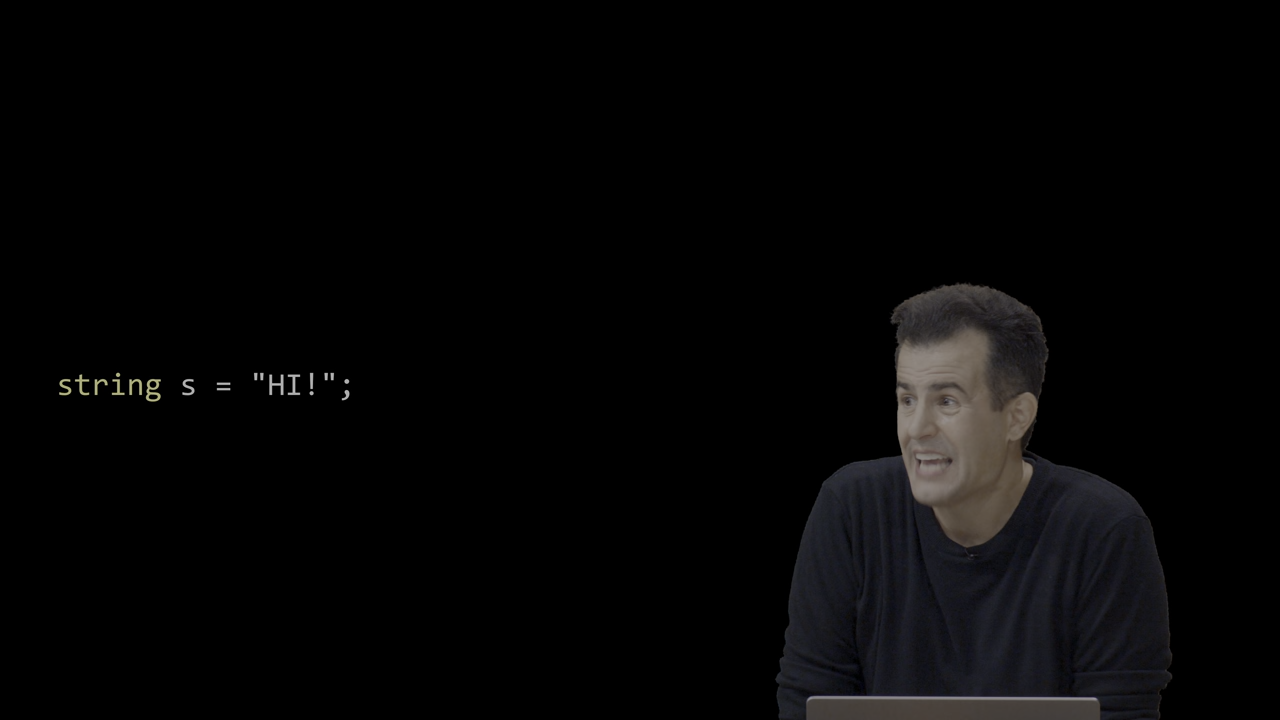 string s = "HI!";